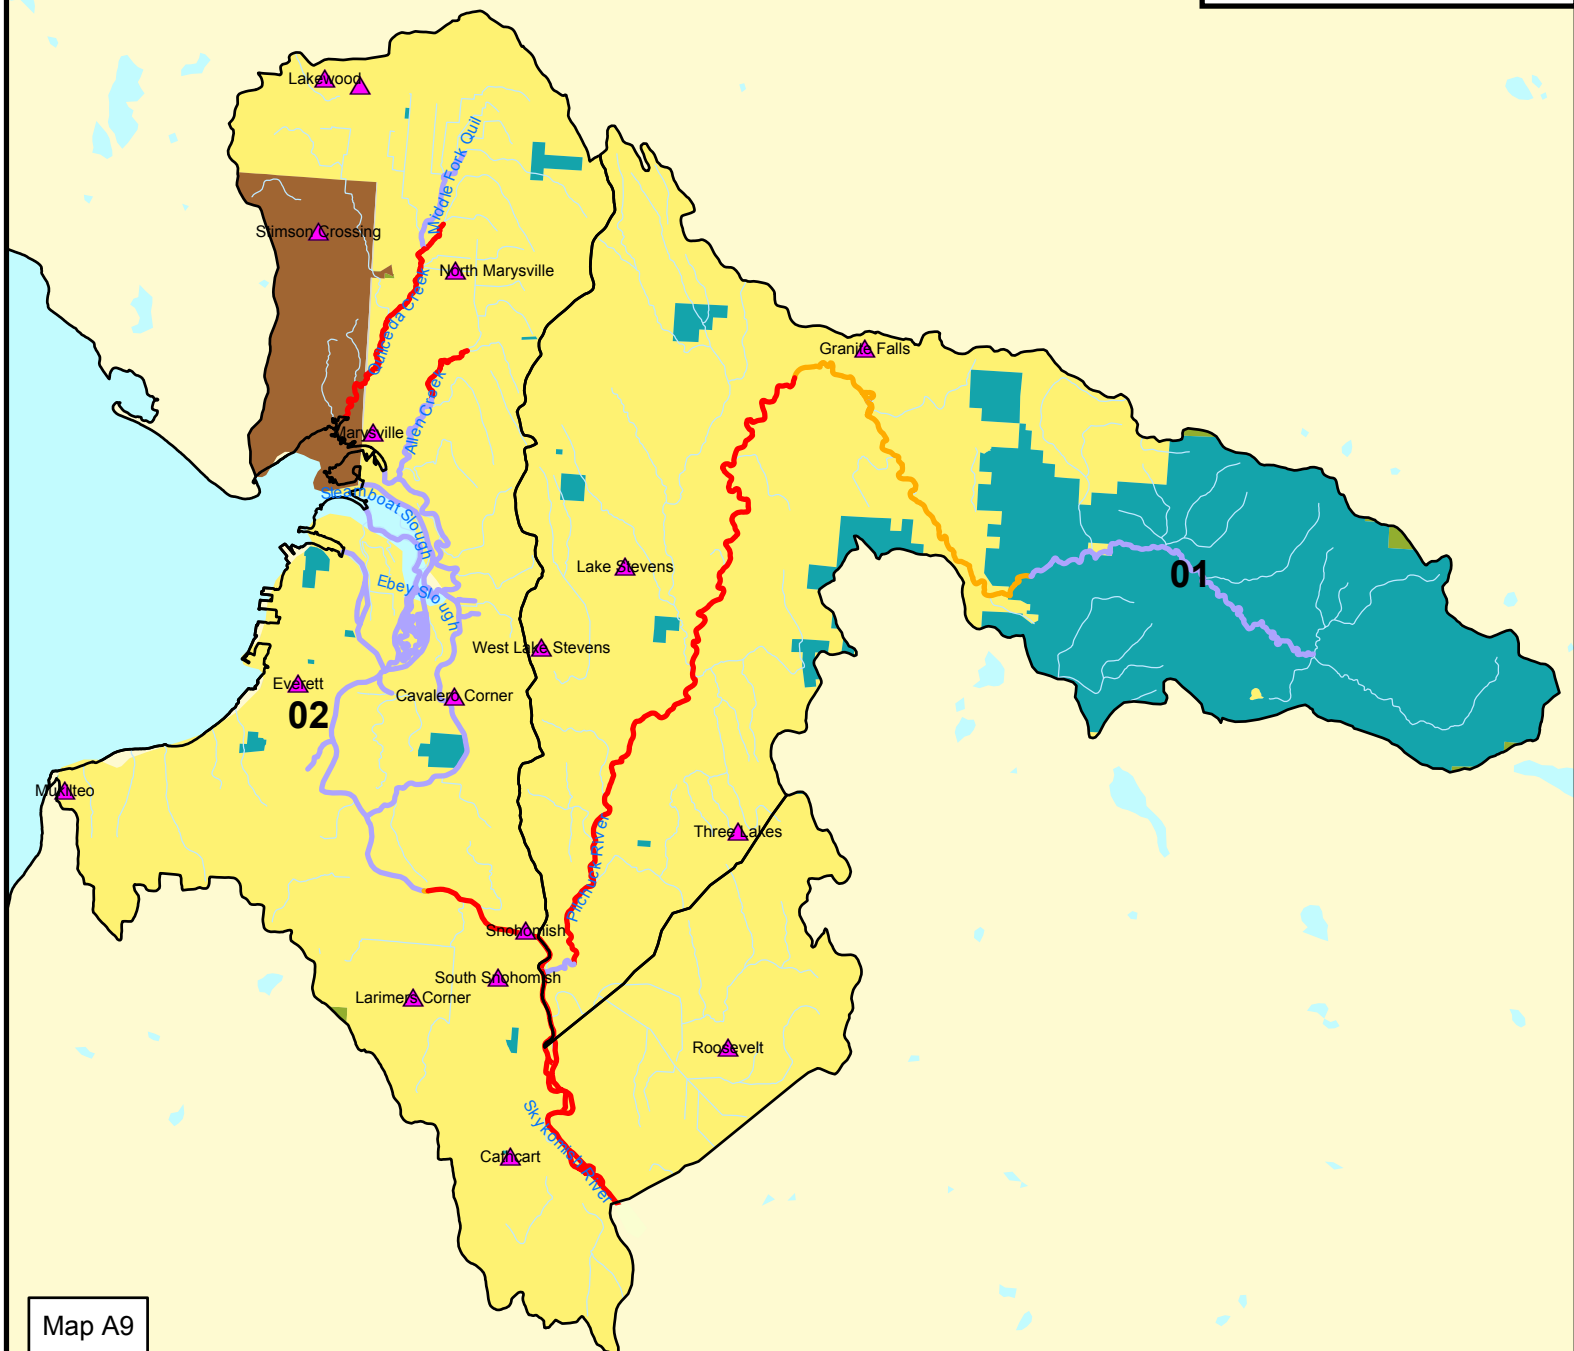 Lakewood
Middle Fork Quil
Stimson Crossing
North Marysville
Quilceda Creek
Granite Falls
Allen Creek
Marysville
Steamboat Slough
Lake Stevens
01
Ebey Slough
West Lake Stevens
Everett
Cavalero Corner
02
Mukilteo
Three Lakes
Pilchuck River
Snohomish
South Snohomish
Larimers Corner
Roosevelt
Skykomish River
Cathcart
Map A9